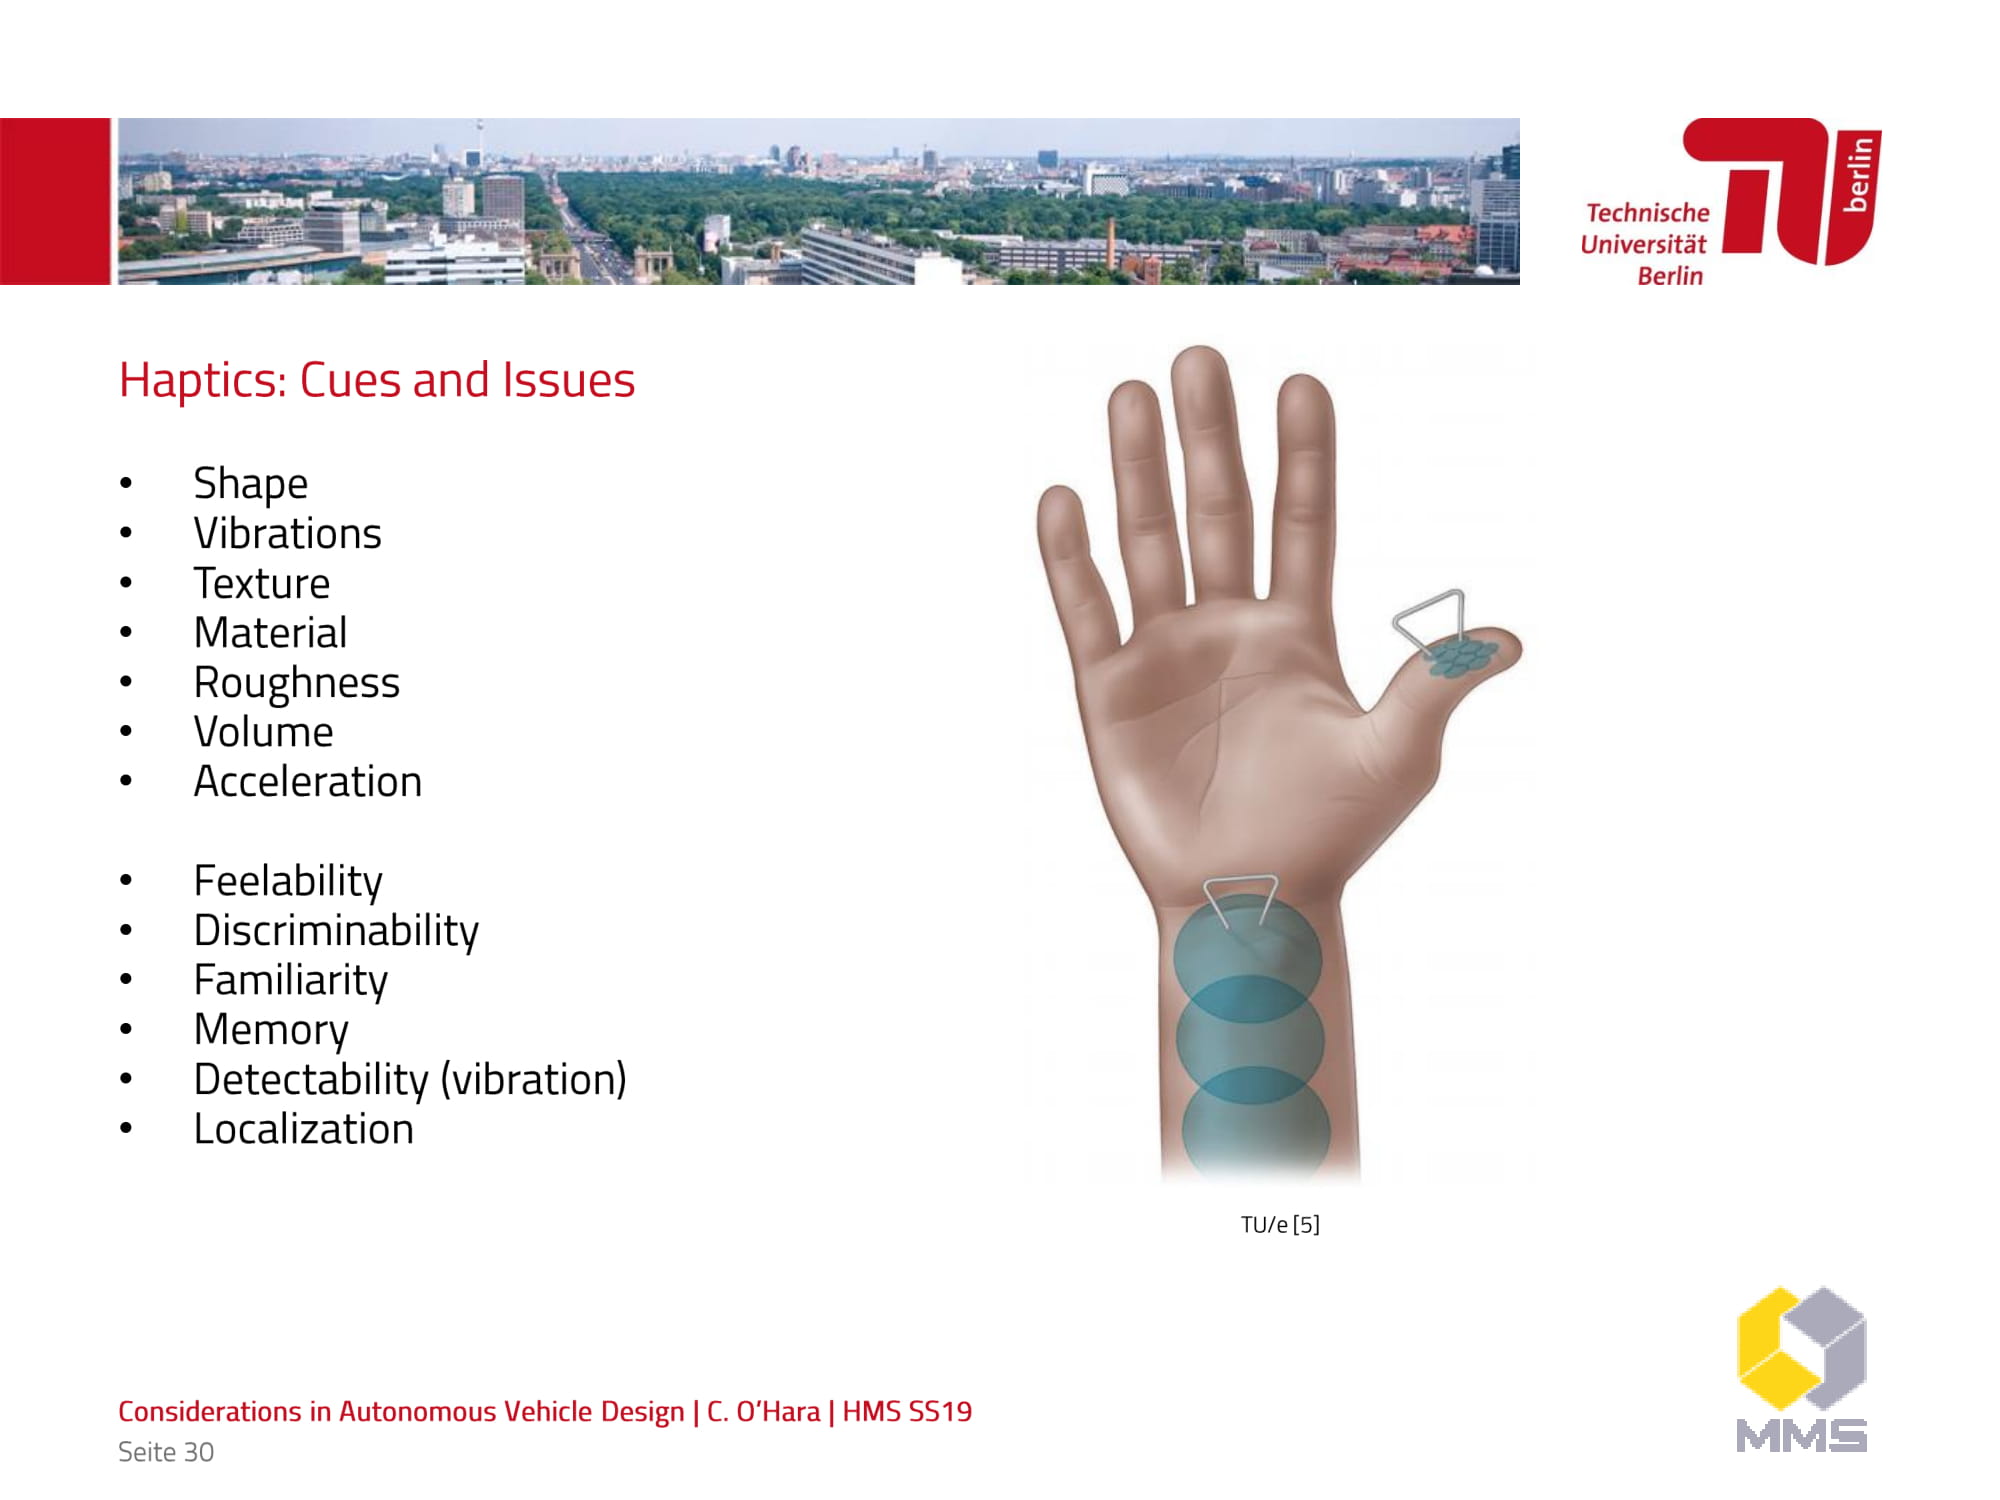 berlin
Technische
Universität
Berlin
Haptics: Cues and Issues
• Shape
• Vibrations
• Texture
• Material
• Roughness
• Volume
• Acceleration
• Feelability
• Discriminability
• Familiarity
• Memory
• Detectability (vibration)
• Localization
TU/e [5]
Considerations in Autonomous Vehicle Design | C. O’Hara | HMS SS19
Seite 30
MMS